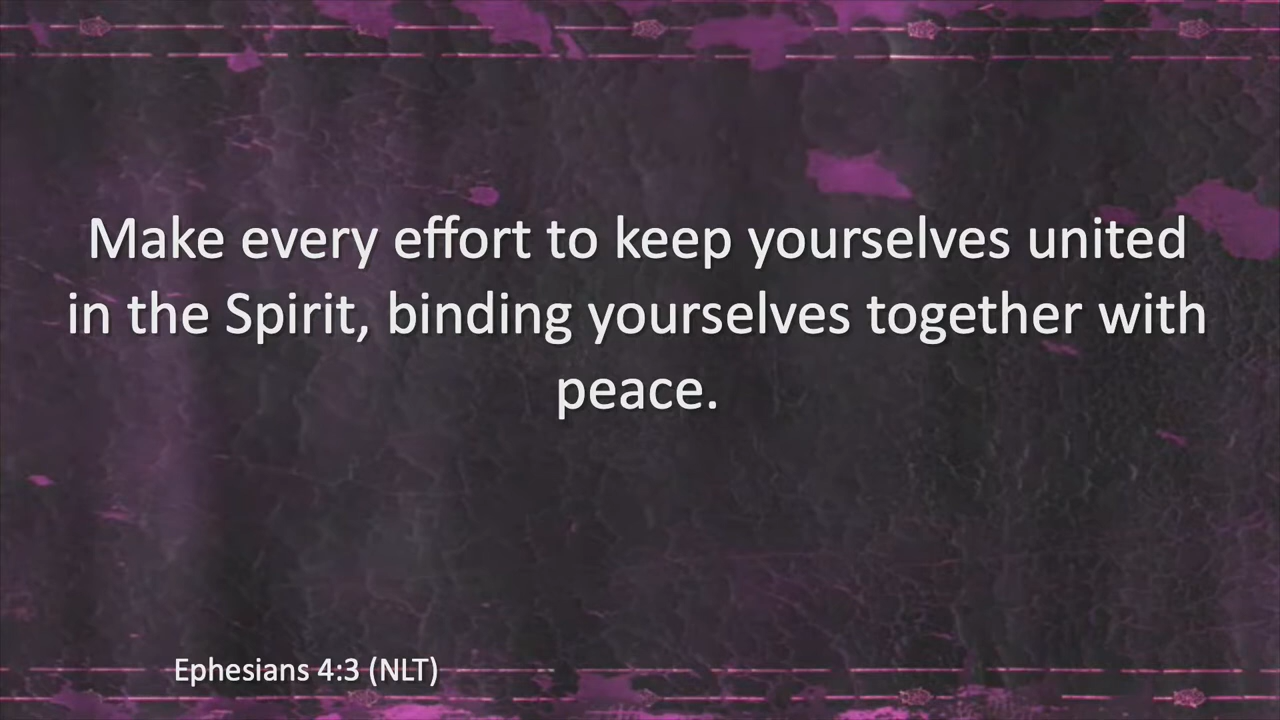 Make every effort to keep yourselves united
in the Spirit, binding yourselves together with
peace.
Ephesians 4:3 (NLT)